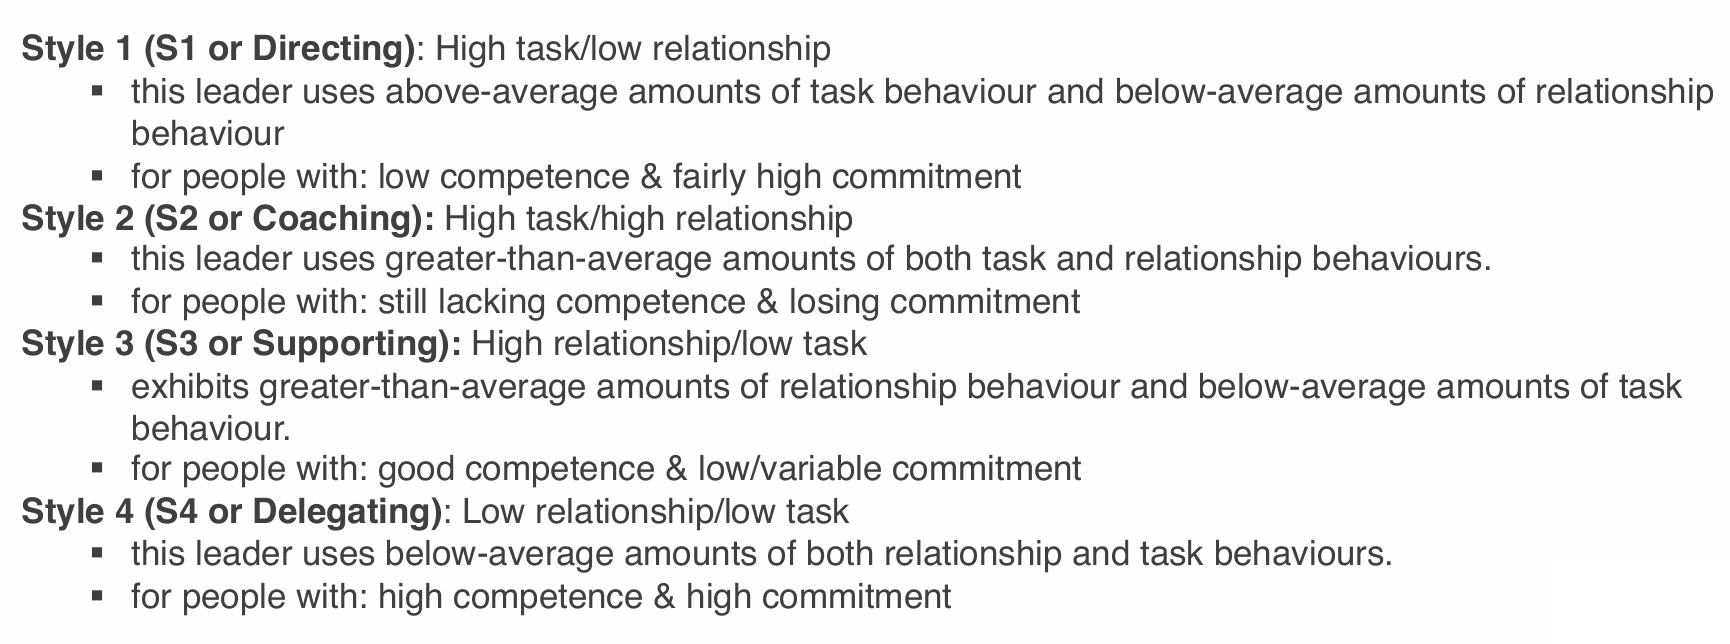 Style 1 (S1 or Directing): High task/low relationship
▪ this leader uses above-average amounts of task behaviour and below-average amounts of relationship
behaviour
▪ for people with: low competence & fairly high commitment
Style 2 (S2 or Coaching): High task/high relationship
▪ this leader uses greater-than-average amounts of both task and relationship behaviours.
▪ for people with: still lacking competence & losing commitment
Style 3 (S3 or Supporting): High relationship/low task
▪ exhibits greater-than-average amounts of relationship behaviour and below-average amounts of task
behaviour.
▪ for people with: good competence & low/variable commitment
Style 4 (S4 or Delegating): Low relationship/low task
▪ this leader uses below-average amounts of both relationship and task behaviours.
▪ for people with: high competence & high commitment